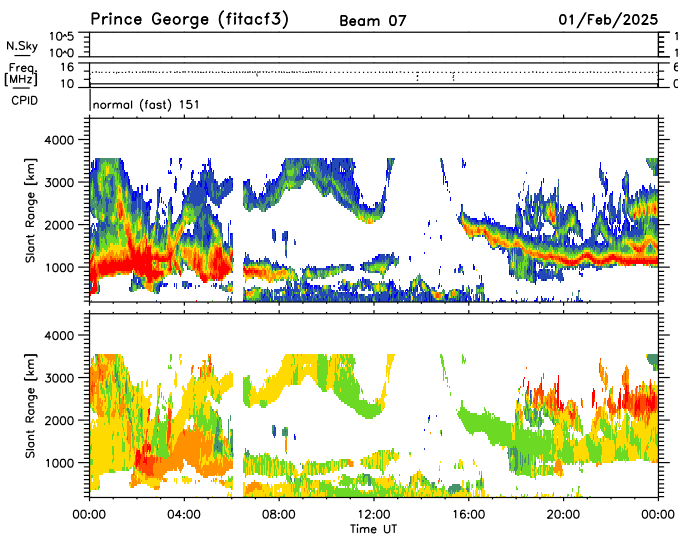 Prince George (fitacf3) Beam 07 01/Feb/2025
10^5 1
N.Sky
10^0 1
Freq. 16 6
[MHz] 10 0
CPID normal (fast) 151
4000
3000
2000
1000
Slant Range [km]
4000
3000
2000
1000
Slant Range [km]
00:00 04:00 08:00 12:00 16:00 20:00 00:00
Time UT